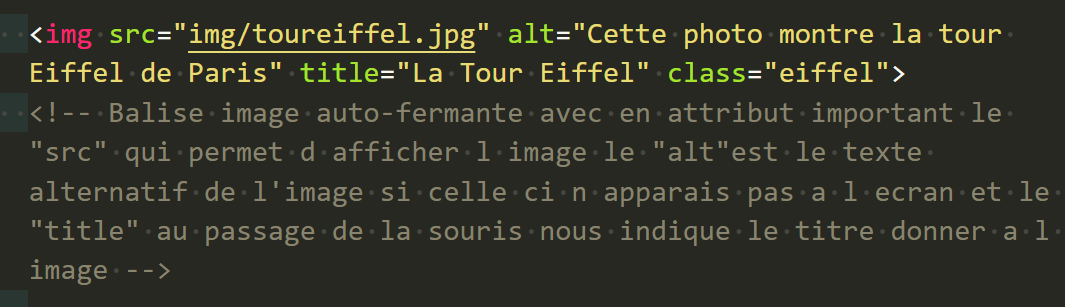 <img src="img/toureiffel.jpg" alt="Cette photo montre la tour
Eiffel de Paris" title="La Tour Eiffel" class="eiffel">
<!-- Balise image auto-fermante avec en attribut important le
"src" qui permet d afficher l image le "alt"est le texte
alternatif de l'image si celle ci n apparais pas a l ecran et le
"title" au passage de la souris nous indique le titre donner a l
image -->